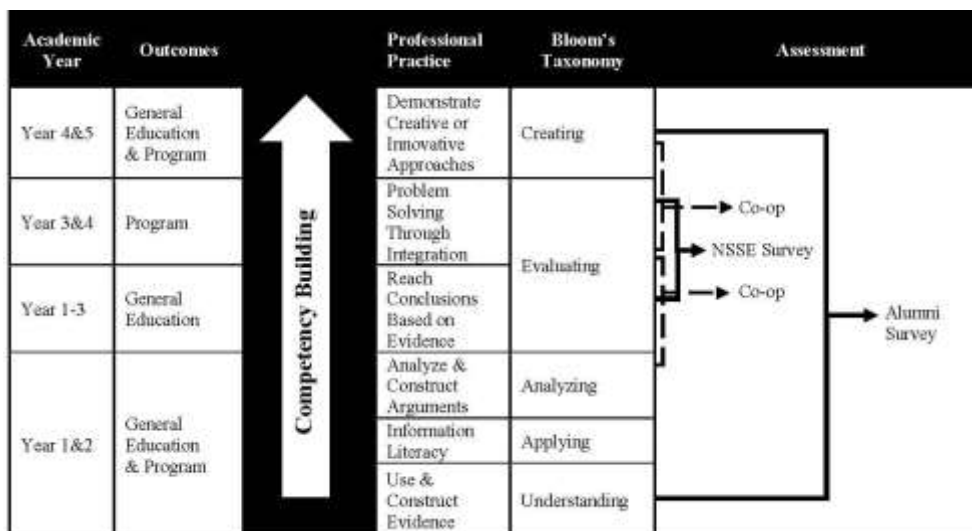 Academic
Year
Outcomes
Professional
Practice
Bloom's
Taxonomy
Assessment
Year 4&5
General
Education
& Program
Demonstrate
Creative or
Innovative
Approaches
Creating
Year 3&4
Program
Problem
Solving
Through
Integration
Evaluating
Year 1-3
General
Education
Reach
Conclusions
Based on
Evidence
Year 1&2
General
Education
& Program
Analyze &
Construct
Arguments
Analyzing
Information
Literacy
Applying
Use &
Construct
Evidence
Understanding
Competency Building
Co-op
NSSE Survey
Co-op
Alumni
Survey